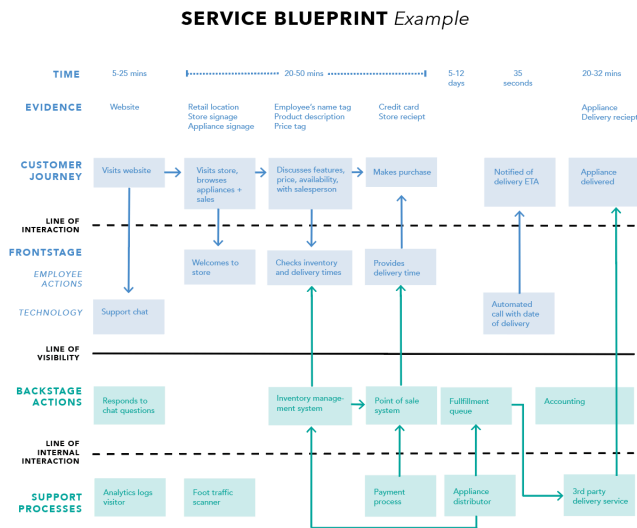 SERVICE BLUEPRINT Example
TIME
5-25 mins
20-50 mins
5-12
days
35
seconds
20-32 mins
EVIDENCE
Website
Retail location
Store signage
Appliance signage
Employee's name tag
Product description
Price tag
Credit card
Store reciept
Appliance
Delivery reciept
CUSTOMER
JOURNEY
Visits website
Visits store,
browses
appliances +
sales
Discusses features,
price, availability,
with salesperson
Makes purchase
Notified of
delivery ETA
Appliance
delivered
LINE OF
INTERACTION
FRONTSTAGE
EMPLOYEE
ACTIONS
Welcomes to
store
Checks inventory
and delivery times
Provides
delivery time
TECHNOLOGY
Support chat
Automated
call with date
of delivery
LINE OF
VISIBILITY
BACKSTAGE
ACTIONS
Responds to
chat questions
Inventory manage-
ment system
Point of sale
system
Fullfillment
queue
Accounting
LINE OF
INTERNAL
INTERACTION
SUPPORT
PROCESSES
Analytics logs
visitor
Foot traffic
scanner
Payment
process
Appliance
distributor
3rd party
delivery service